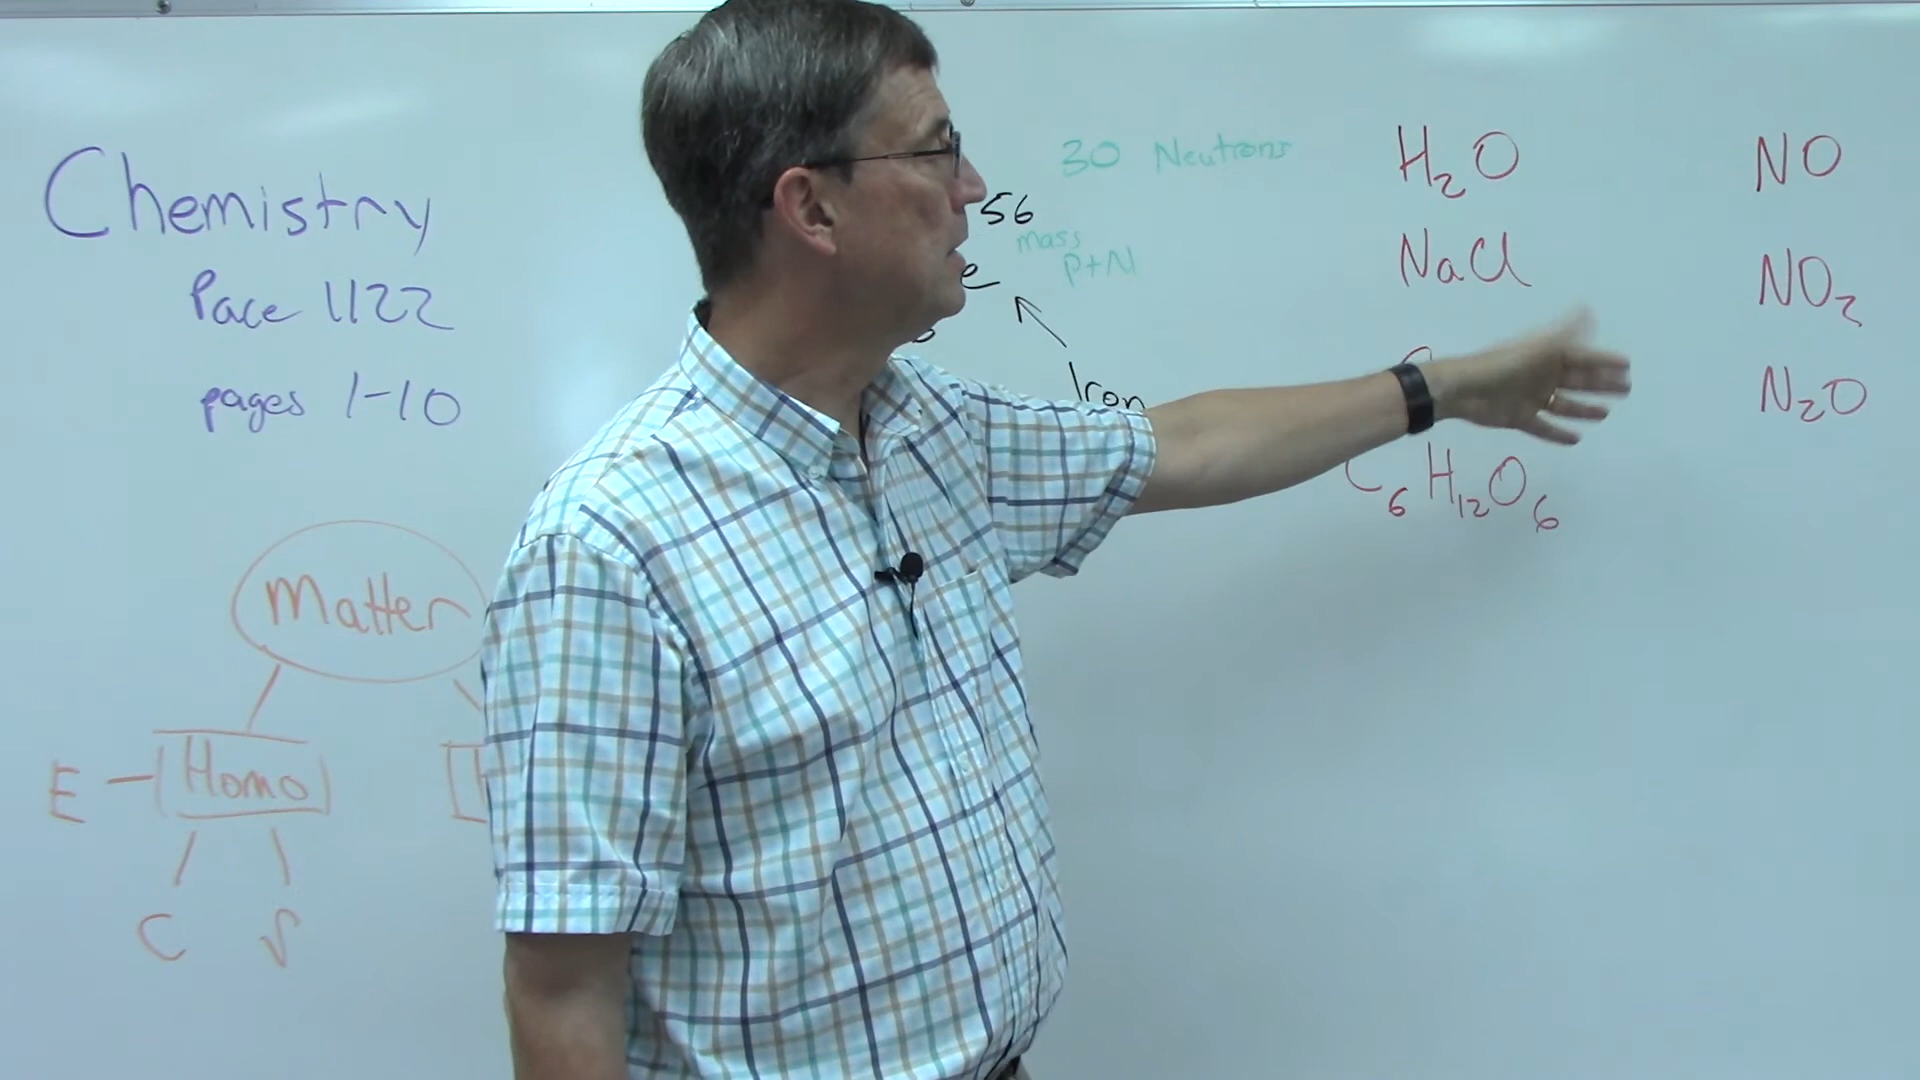 Chemistry
Pace 1122
pages 1-10
Matter
E
Homo
C
S
30 Neutrons
56
mass
P+N
e
Iron
H₂O
NaCl
C₆H₁₂O₆
NO
NO₂
N₂O